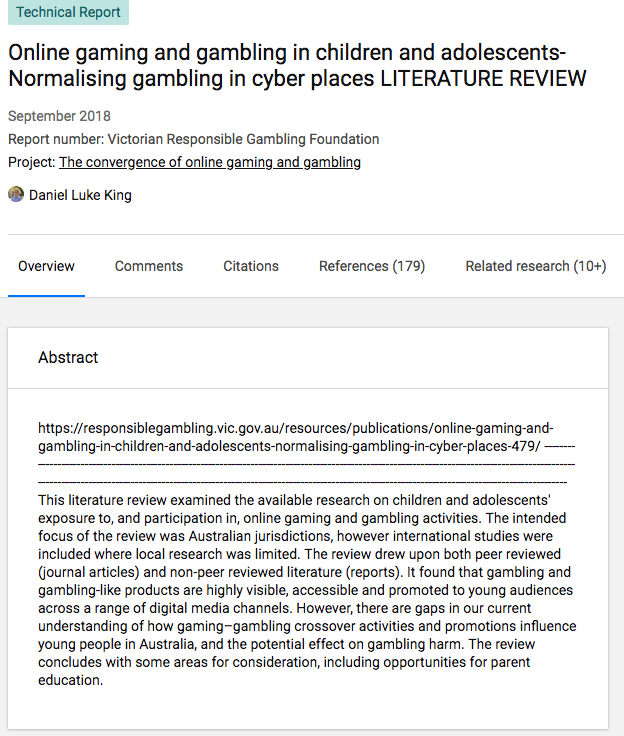 Technical Report
Online gaming and gambling in children and adolescents-
Normalising gambling in cyber places LITERATURE REVIEW
September 2018
Report number: Victorian Responsible Gambling Foundation
Project: The convergence of online gaming and gambling
Daniel Luke King
Overview Comments Citations References (179) Related research (10+)
Abstract
https://responsiblegambling.vic.gov.au/resources/publications/online-gaming-and-
gambling-in-children-and-adolescents-normalising-gambling-in-cyber-places-479/ --------
This literature review examined the available research on children and adolescents'
exposure to, and participation in, online gaming and gambling activities. The intended
focus of the review was Australian jurisdictions, however international studies were
included where local research was limited. The review drew upon both peer reviewed
(journal articles) and non-peer reviewed literature (reports). It found that gambling and
gambling-like products are highly visible, accessible and promoted to young audiences
across a range of digital media channels. However, there are gaps in our current
understanding of how gaming–gambling crossover activities and promotions influence
young people in Australia, and the potential effect on gambling harm. The review
concludes with some areas for consideration, including opportunities for parent
education.